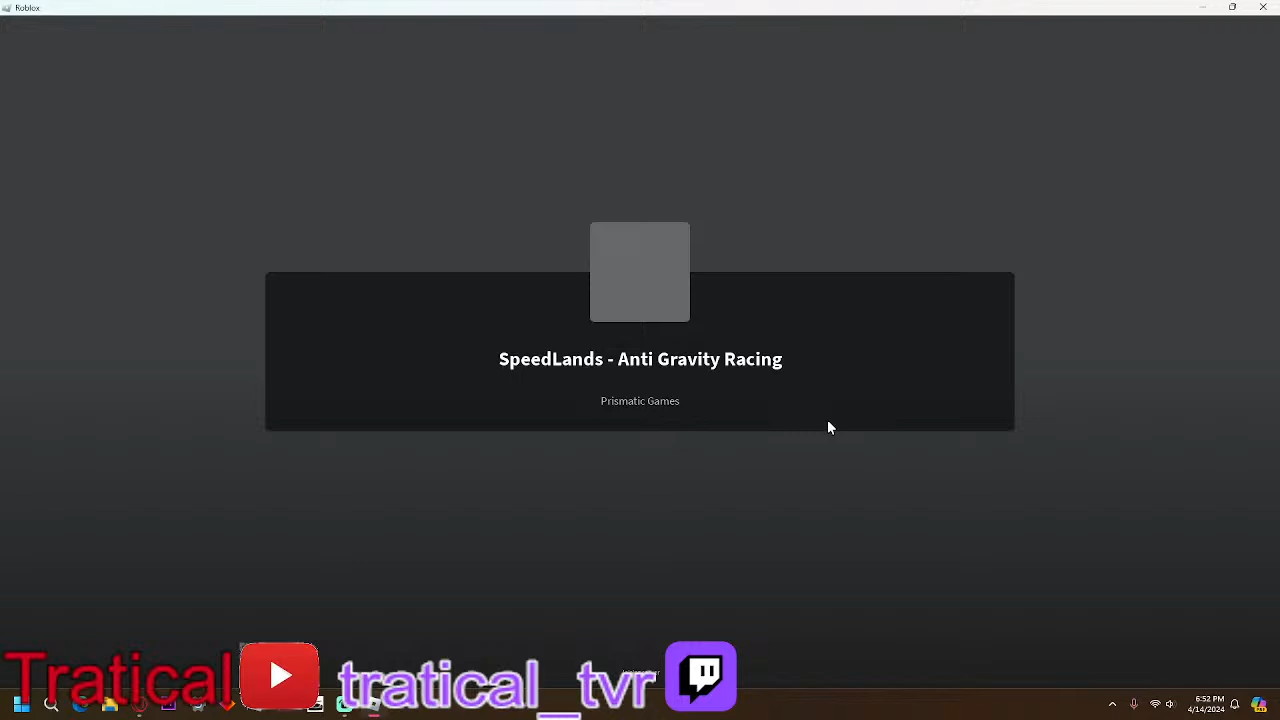 Roblox
SpeedLands - Anti Gravity Racing
Prismatic Games
Tratical
tratical_tvr
6:52 PM
4/14/2024